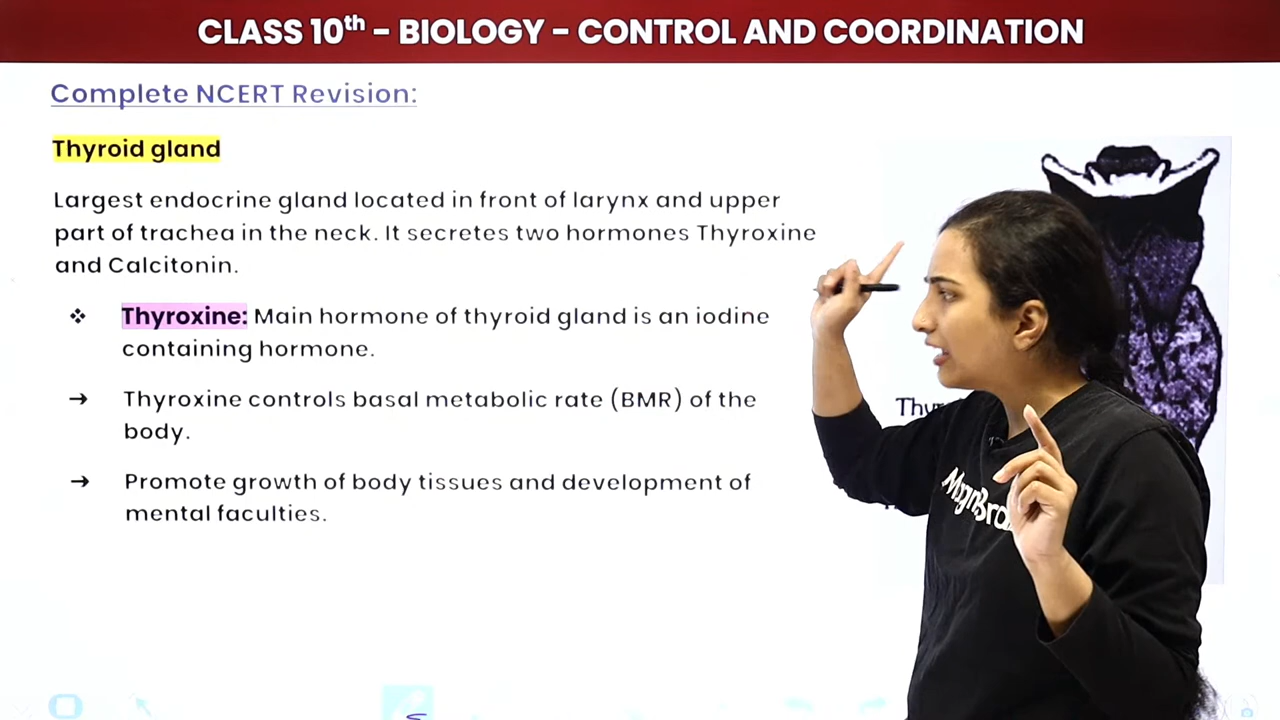 CLASS 10th - BIOLOGY - CONTROL AND COORDINATION
Complete NCERT Revision:
Thyroid gland
Largest endocrine gland located in front of larynx and upper
part of trachea in the neck. It secretes two hormones Thyroxine
and Calcitonin.
❖ Thyroxine: Main hormone of thyroid gland is an iodine
containing hormone.
→ Thyroxine controls basal metabolic rate (BMR) of the
body.
→ Promote growth of body tissues and development of
mental faculties.